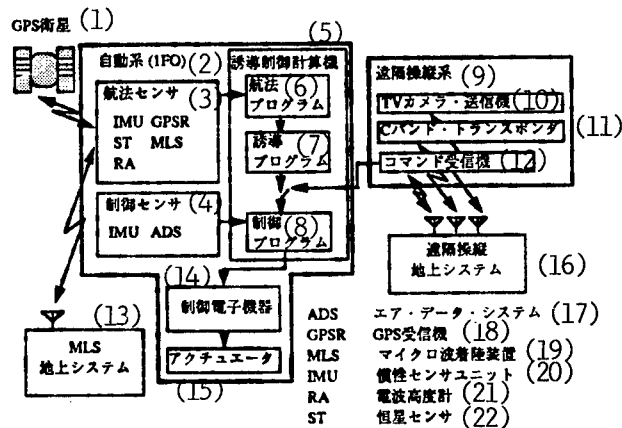 GPS衛星 (1)
自動系 (1FO) (2)
航法センサ (3)
IMU GPSR
ST MLS
RA
制御センサ (4)
IMU ADS
(5)
誘導制御計算機
航法 (6)
プログラム
誘導 (7)
プログラム
制御 (8)
プログラム
遠隔操縦系 (9)
TVカメラ・送信機 (10)
Cバンド・トランスポンダ (11)
コマンド受信機 (12)
(13)
MLS
地上システム
(14)
制御電子機器
アクチュエータ
(15)
遠隔操縦
地上システム (16)
ADS エア・データ・システム (17)
GPSR GPS受信機 (18)
MLS マイクロ波着陸装置 (19)
IMU 慣性センサユニット (20)
RA 電波高度計 (21)
ST 恒星センサ (22)